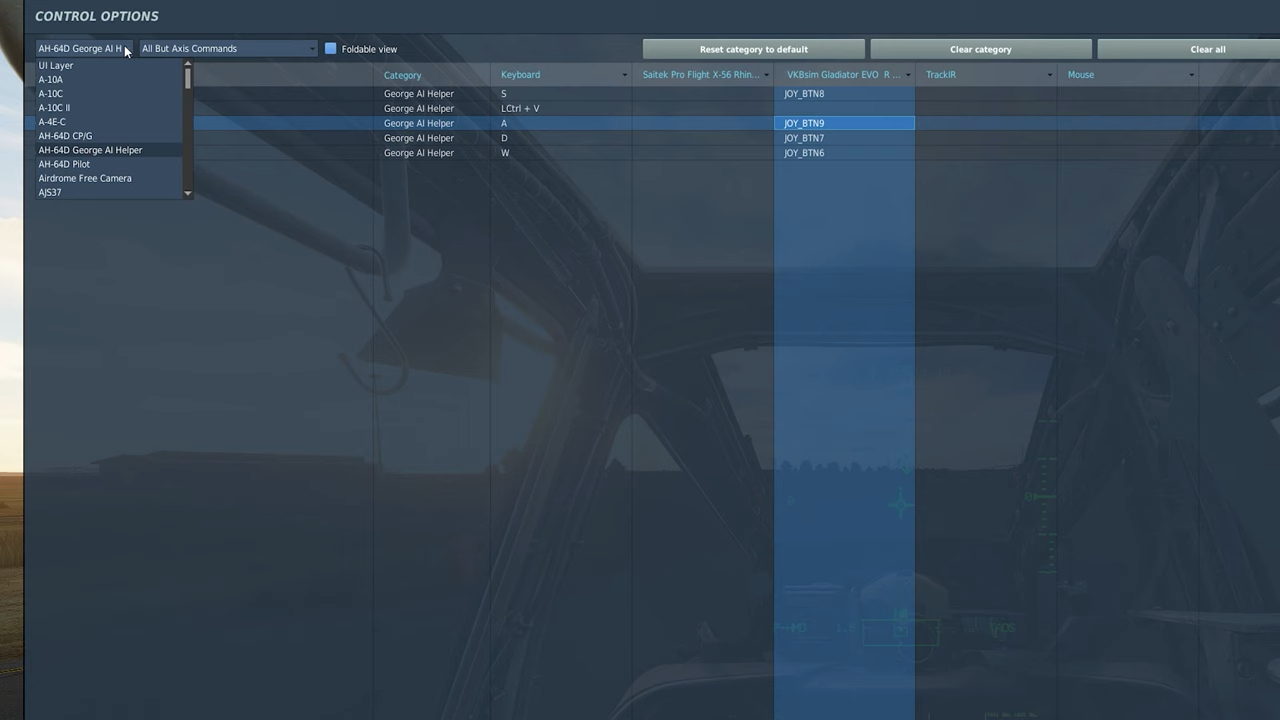 CONTROL OPTIONS
AH-64D George AI H
All But Axis Commands
Foldable view
Reset category to default
Clear category
Clear all
Category
Keyboard
Saitek Pro Flight X-56 Rhin...
VKBsim Gladiator EVO R ...
TrackIR
Mouse
UI Layer
A-10A
A-10C
A-10C II
A-4E-C
AH-64D CP/G
AH-64D George AI Helper
AH-64D Pilot
Airdrome Free Camera
AJS37
George AI Helper S JOY_BTN8
George AI Helper LCtrl + V
George AI Helper A JOY_BTN9
George AI Helper D JOY_BTN7
George AI Helper W JOY_BTN6